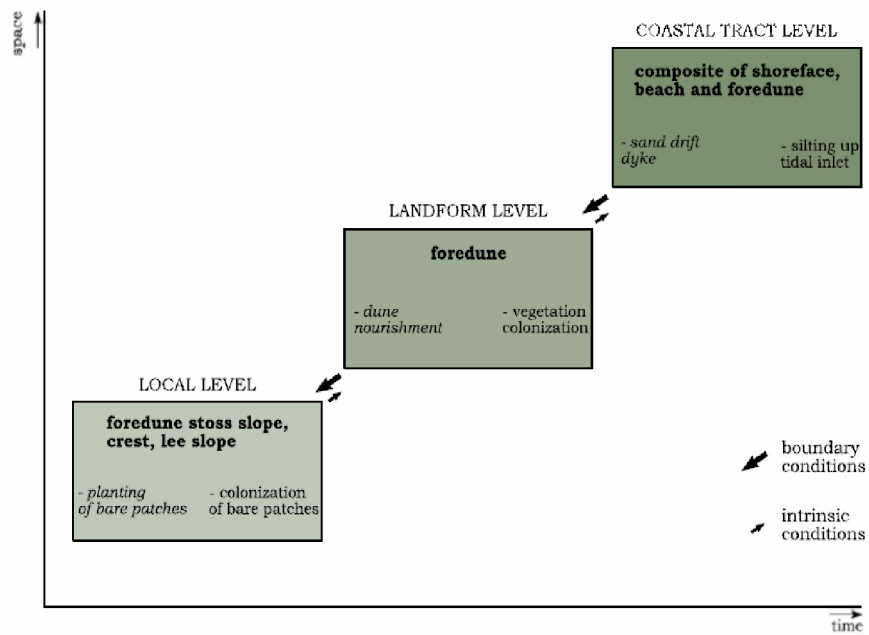 space
COASTAL TRACT LEVEL
composite of shoreface,
beach and foredune
- sand drift
dyke
- silting up
tidal inlet
LANDFORM LEVEL
foredune
- dune
nourishment
- vegetation
colonization
LOCAL LEVEL
foredune stoss slope,
crest, lee slope
- planting
of bare patches
- colonization
of bare patches
boundary
conditions
intrinsic
conditions
time